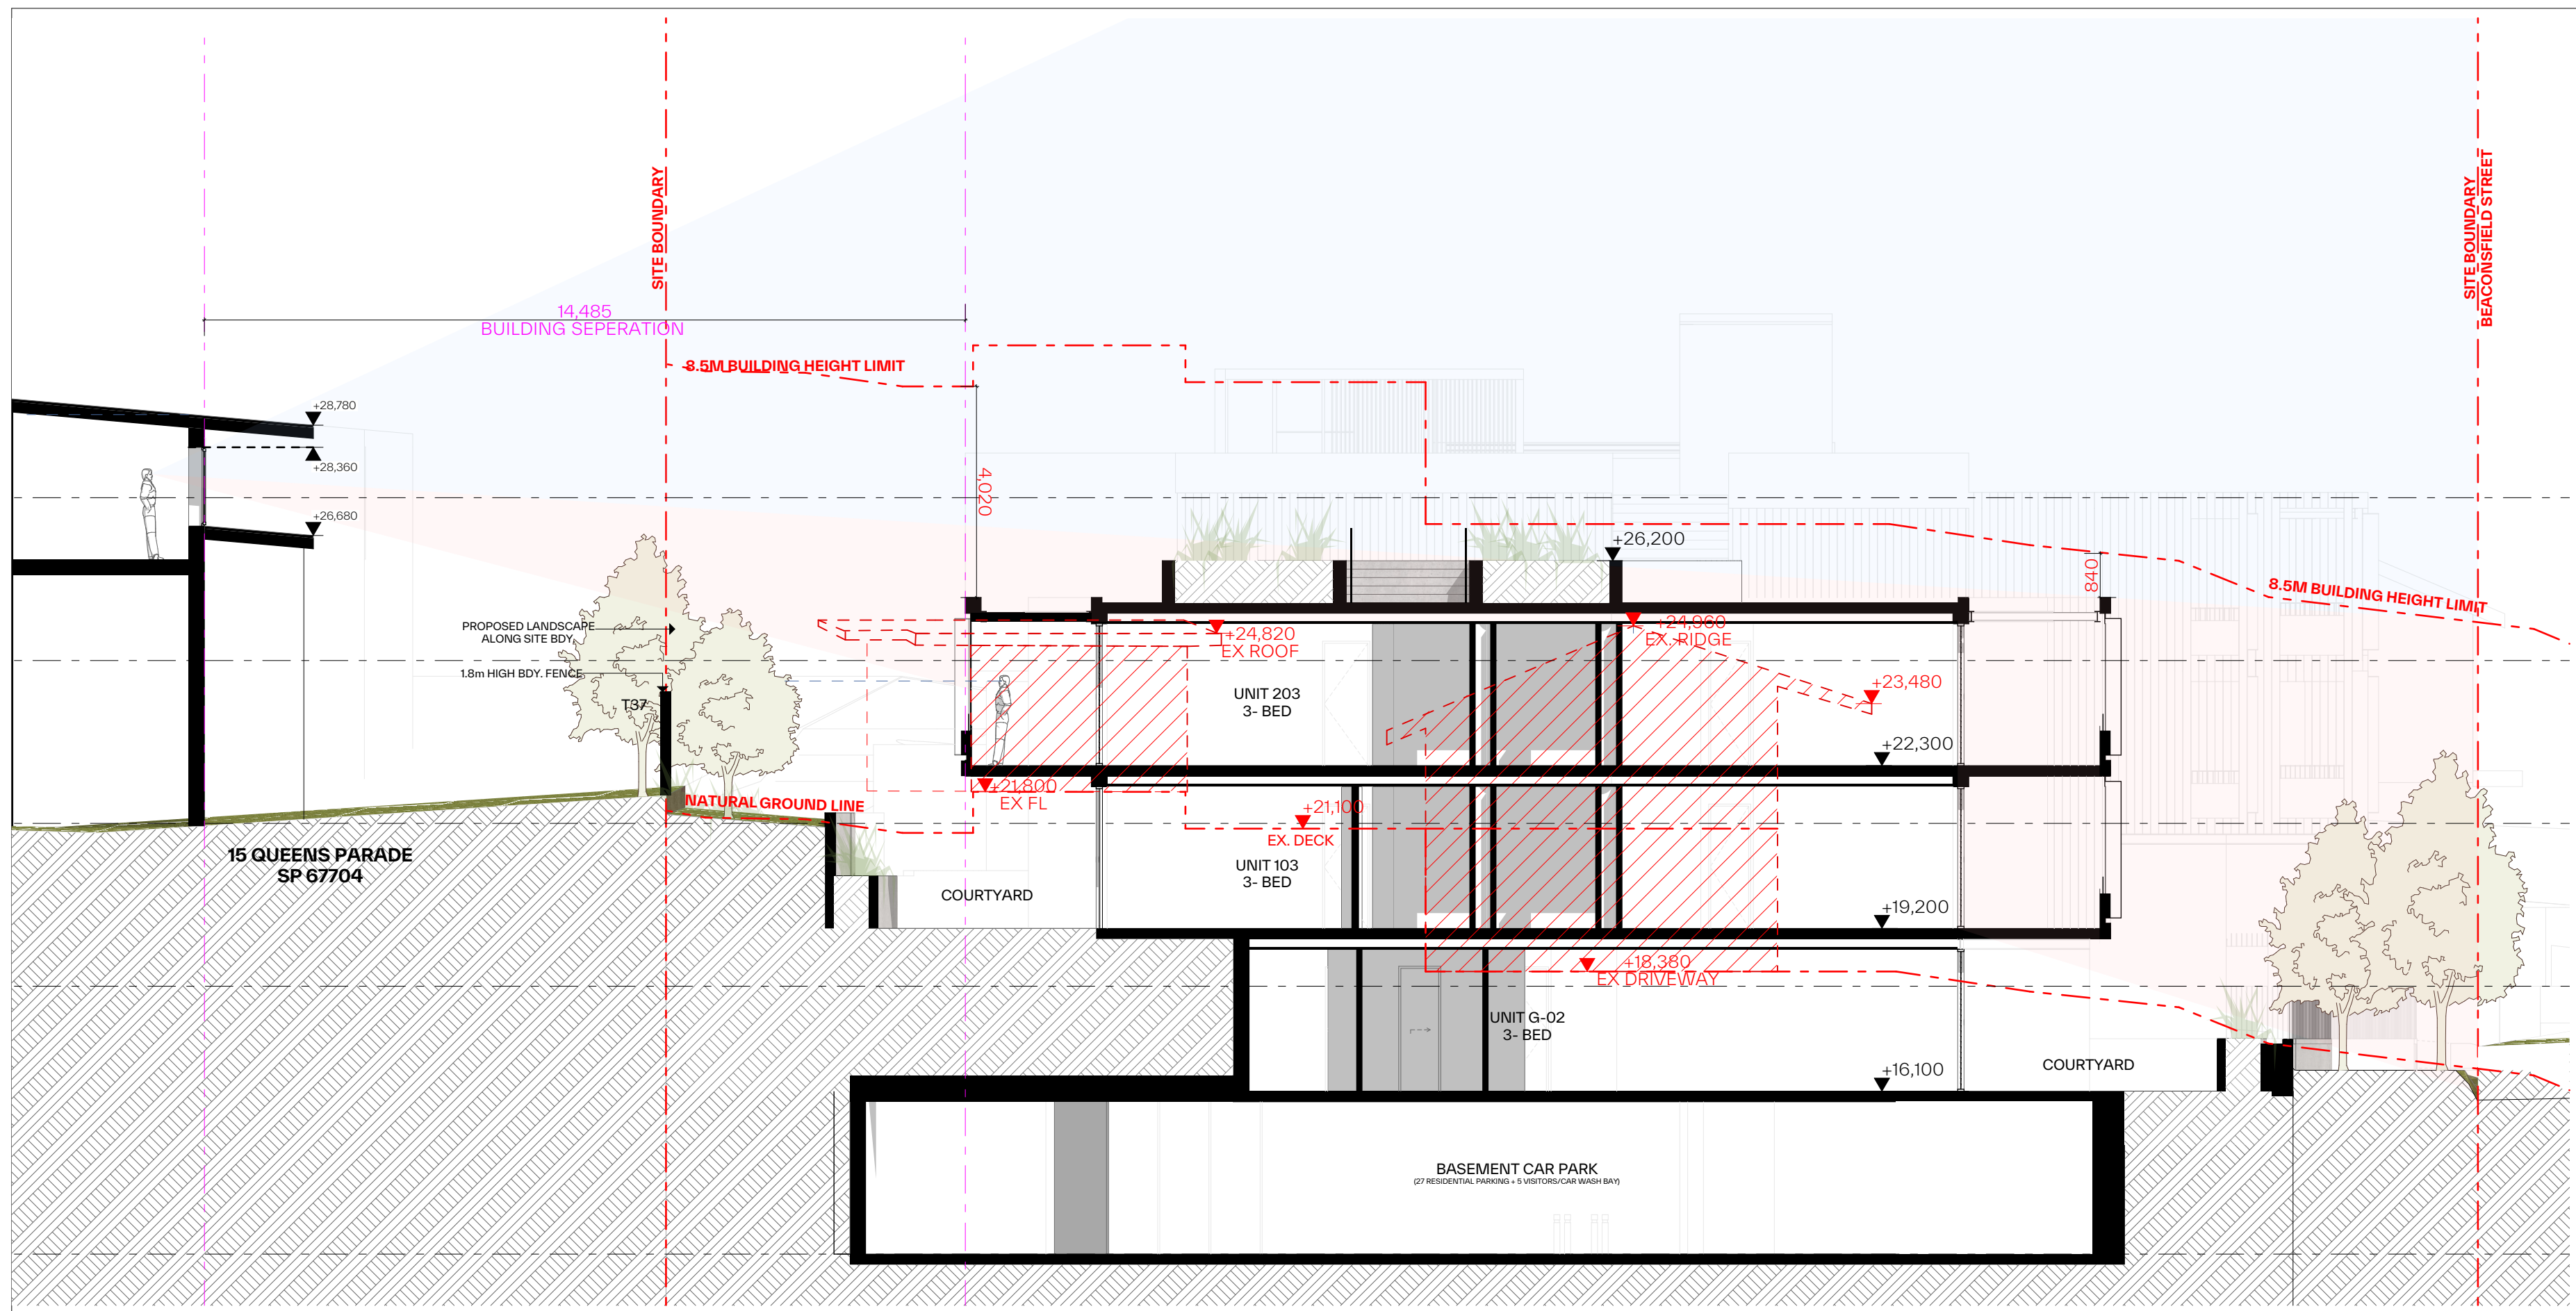 SITE BOUNDARY
SITE BOUNDARY
BEACONSFIELD STREET
14,485
BUILDING SEPERATION
8.5M BUILDING HEIGHT LIMIT
+28,780
+28,360
+26,680
4,020
+26,200
840
8.5M BUILDING HEIGHT LIMIT
PROPOSED LANDSCAPE
ALONG SITE BDY.
1.8m HIGH BDY. FENCE
T37
+24,820
EX ROOF
+24,960
EX. RIDGE
+23,480
UNIT 203
3- BED
+22,300
+21,800
EX FL
NATURAL GROUND LINE
+21,100
EX. DECK
15 QUEENS PARADE
SP 67704
UNIT 103
3- BED
COURTYARD
+19,200
+18,380
EX DRIVEWAY
UNIT G-02
3- BED
+16,100
COURTYARD
BASEMENT CAR PARK
(27 RESIDENTIAL PARKING + 5 VISITORS/CAR WASH BAY)